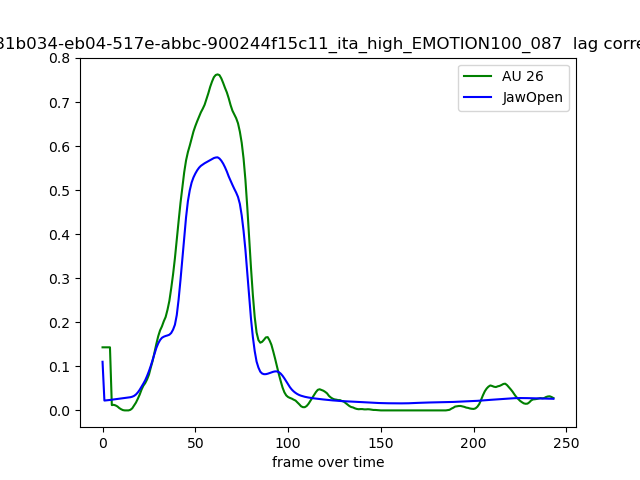 31b034-eb04-517e-abbc-900244f15c11_ita_high_EMOTION100_087 lag corre
AU 26
JawOpen
0.8
0.7
0.6
0.5
0.4
0.3
0.2
0.1
0.0
0 50 100 150 200 250
frame over time